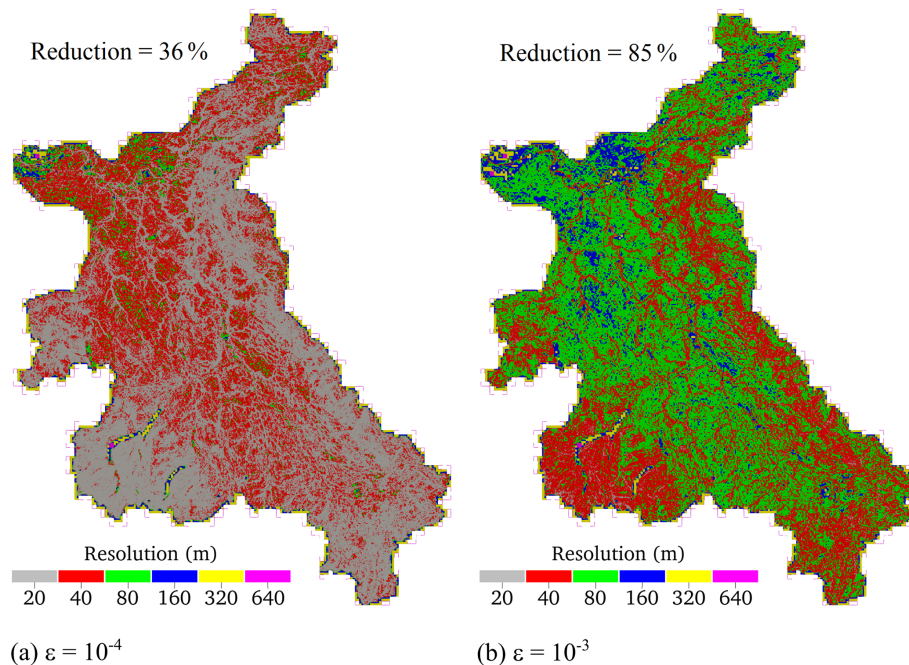 Reduction = 36 %
Reduction = 85 %
Resolution (m)
20 40 80 160 320 640
Resolution (m)
20 40 80 160 320 640
(a) ε = 10⁻⁴
(b) ε = 10⁻³